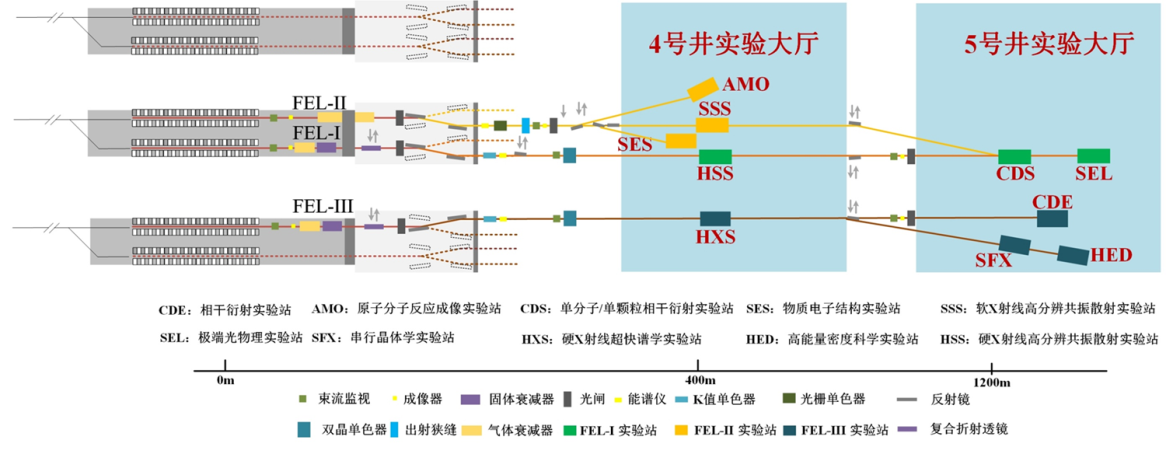 4号井实验大厅
5号井实验大厅
FEL-II
AMO
SSS
FEL-I
SES
HSS
CDS
SEL
FEL-III
CDE
HXS
SFX
HED
CDE：相干衍射实验站
AMO：原子分子反应成像实验站
CDS：单分子/单颗粒相干衍射实验站
SES：物质电子结构实验站
SSS：软X射线高分辨共振散射实验站
SEL：极端光物理实验站
SFX：串行晶体学实验站
HXS：硬X射线超快谱学实验站
HED：高能量密度科学实验站
HSS：硬X射线高分辨共振散射实验站
0m
400m
1200m
束流监视
成像器
固体衰减器
光闸
能谱仪
K值单色器
光栅单色器
反射镜
双晶单色器
出射狭缝
气体衰减器
FEL-I 实验站
FEL-II 实验站
FEL-III 实验站
复合折射透镜